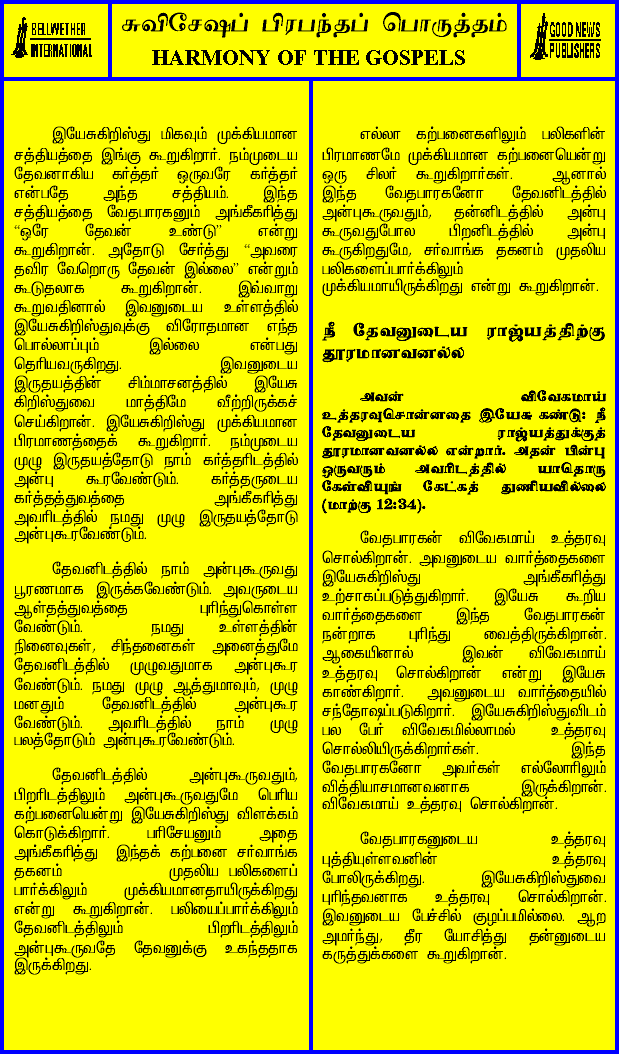 BELLWETHER
INTERNATIONAL
சுவிசேஷப் பிரபந்தப் பொருத்தம்
HARMONY OF THE GOSPELS
GOOD NEWS
PUBLISHERS
இயேசுகிறிஸ்து மிகவும் முக்கியமான
சத்தியத்தை இங்கு கூறுகிறார். நம்முடைய
தேவனாகிய கர்த்தர் ஒருவரே கர்த்தர்
என்பதே அந்த சத்தியம். இந்த
சத்தியத்தை வேதபாரகனும் அங்கீகரித்து
“ஒரே தேவன் உண்டு” என்று
கூறுகிறான். அதோடு சேர்த்து “அவரை
தவிர வேறொரு தேவன் இல்லை” என்றும்
கூடுதலாக கூறுகிறான். இவ்வாறு
கூறுவதினால் இவனுடைய உள்ளத்தில்
இயேசுகிறிஸ்துவுக்கு விரோதமான எந்த
பொல்லாப்பும் இல்லை என்பது
தெரியவருகிறது. இவனுடைய
இருதயத்தின் சிம்மாசனத்தில் இயேசு
கிறிஸ்துவை மாத்திமே வீற்றிருக்கச்
செய்கிறான். இயேசுகிறிஸ்து முக்கியமான
பிரமாணத்தைக் கூறுகிறார். நம்முடைய
முழு இருதயத்தோடு நாம் கர்த்தரிடத்தில்
அன்பு கூரவேண்டும். கர்த்தருடைய
கர்த்தத்துவத்தை அங்கீகரித்து
அவரிடத்தில் நமது முழு இருதயத்தோடு
அன்புகூரவேண்டும்.
தேவனிடத்தில் நாம் அன்புகூருவது
பூரணமாக இருக்கவேண்டும். அவருடைய
ஆள்தத்துவத்தை புரிந்துகொள்ள
வேண்டும். நமது உள்ளத்தின்
நினைவுகள், சிந்தனைகள் அனைத்துமே
தேவனிடத்தில் முழுவதுமாக அன்புகூர
வேண்டும். நமது முழு ஆத்துமாவும், முழு
மனதும் தேவனிடத்தில் அன்புகூர
வேண்டும். அவரிடத்தில் நாம் முழு
பலத்தோடும் அன்புகூரவேண்டும்.
தேவனிடத்தில் அன்புகூருவதும்,
பிறரிடத்திலும் அன்புகூருவதுமே பெரிய
கற்பனையென்று இயேசுகிறிஸ்து விளக்கம்
கொடுக்கிறார். பரிசேயனும் அதை
அங்கீகரித்து இந்தக் கற்பனை சர்வாங்க
தகனம் முதலிய பலிகளைப்
பார்க்கிலும் முக்கியமானதாயிருக்கிறது
என்று கூறுகிறான். பலியைப்பார்க்கிலும்
தேவனிடத்திலும் பிறரிடத்திலும்
அன்புகூருவதே தேவனுக்கு உகந்ததாக
இருக்கிறது.
எல்லா கற்பனைகளிலும் பலிகளின்
பிரமாணமே முக்கியமான கற்பனையென்று
ஒரு சிலர் கூறுகிறார்கள். ஆனால்
இந்த வேதபாரகனோ தேவனிடத்தில்
அன்புகூருவதும், தன்னிடத்தில் அன்பு
கூருவதுபோல பிறனிடத்தில் அன்பு
கூருகிறதுமே, சர்வாங்க தகனம் முதலிய
பலிகளைப்பார்க்கிலும்
முக்கியமாயிருக்கிறது என்று கூறுகிறான்.
நீ தேவனுடைய ராஜ்யத்திற்கு
தூரமானவனல்ல
அவன் விவேகமாய்
உத்தரவுசொன்னதை இயேசு கண்டு: நீ
தேவனுடைய ராஜ்யத்துக்குத்
தூரமானவனல்ல என்றார். அதன் பின்பு
ஒருவரும் அவரிடத்தில் யாதொரு
கேள்வியுங் கேட்கத் துணியவில்லை
(மாற்கு 12:34).
வேதபாரகன் விவேகமாய் உத்தரவு
சொல்கிறான். அவனுடைய வார்த்தைகளை
இயேசுகிறிஸ்து அங்கீகரித்து
உற்சாகப்படுத்துகிறார். இயேசு கூறிய
வார்த்தைகளை இந்த வேதபாரகன்
நன்றாக புரிந்து வைத்திருக்கிறான்.
ஆகையினால் இவன் விவேகமாய்
உத்தரவு சொல்கிறான் என்று இயேசு
காண்கிறார். அவனுடைய வார்த்தையில்
சந்தோஷப்படுகிறார். இயேசுகிறிஸ்துவிடம்
பல பேர் விவேகமில்லாமல் உத்தரவு
சொல்லியிருக்கிறார்கள். இந்த
வேதபாரகனோ அவர்கள் எல்லோரிலும்
வித்தியாசமானவனாக இருக்கிறான்.
விவேகமாய் உத்தரவு சொல்கிறான்.
வேதபாரகனுடைய உத்தரவு
புத்தியுள்ளவனின் உத்தரவு
போலிருக்கிறது. இயேசுகிறிஸ்துவை
புரிந்தவனாக உத்தரவு சொல்கிறான்.
இவனுடைய பேச்சில் குழப்பமில்லை. ஆற
அமர்ந்து, தீர யோசித்து தன்னுடைய
கருத்துக்களை கூறுகிறான்.